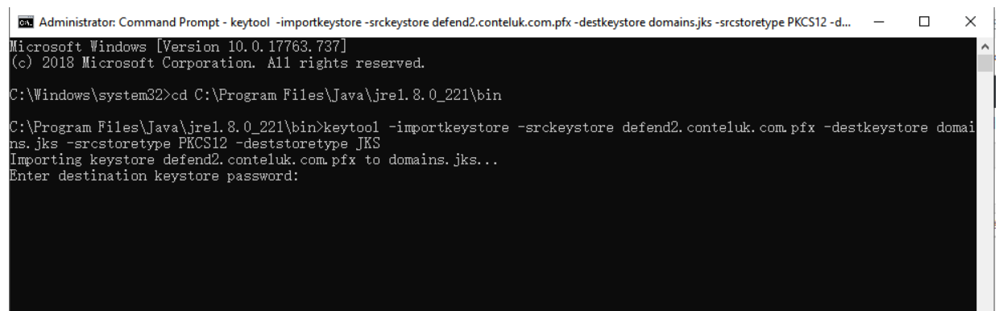 Administrator: Command Prompt - keytool  -importkeystore -srckeystore defend2.conteluk.com.pfx -destkeystore domains.jks -srcstoretype PKCS12 -d...
Microsoft Windows [Version 10.0.17763.737]
(c) 2018 Microsoft Corporation. All rights reserved.
C:\Windows\system32>cd C:\Program Files\Java\jre1.8.0_221\bin
C:\Program Files\Java\jre1.8.0_221\bin>keytool -importkeystore -srckeystore defend2.conteluk.com.pfx -destkeystore domai
ns.jks -srcstoretype PKCS12 -deststoretype JKS
Importing keystore defend2.conteluk.com.pfx to domains.jks...
Enter destination keystore password: